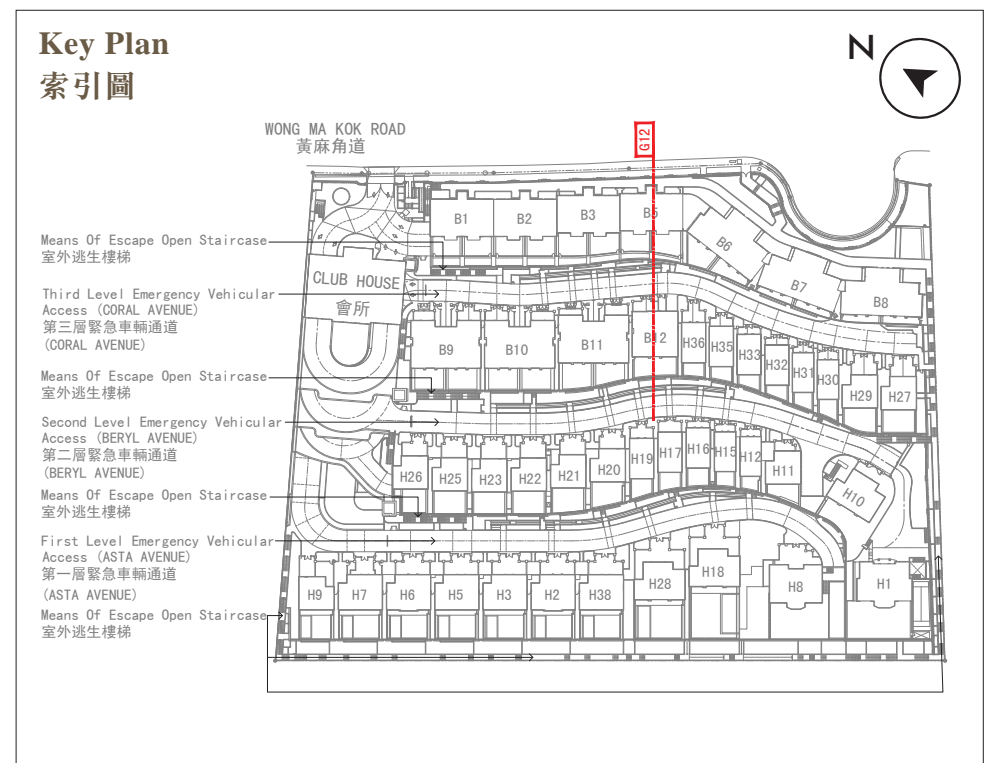 Key Plan
索引圖
N
WONG MA KOK ROAD
黃麻角道
G12
B1 B2 B3 B5
B6
B7
B8
Means Of Escape Open Staircase
室外逃生樓梯
CLUB HOUSE
會所
Third Level Emergency Vehicular
Access (CORAL AVENUE)
第三層緊急車輛通道
(CORAL AVENUE)
B9 B10 B11 B12 H36 H35 H33 H32 H31 H30 H29 H27
Means Of Escape Open Staircase
室外逃生樓梯
Second Level Emergency Vehicular
Access (BERYL AVENUE)
第二層緊急車輛通道
(BERYL AVENUE)
H26 H25 H23 H22 H21 H20 H19 H17 H16 H15 H12 H11
H10
Means Of Escape Open Staircase
室外逃生樓梯
First Level Emergency Vehicular
Access (ASTA AVENUE)
第一層緊急車輛通道
(ASTA AVENUE)
H9 H7 H6 H5 H3 H2 H38 H28 H18 H8 H1
Means Of Escape Open Staircase
室外逃生樓梯